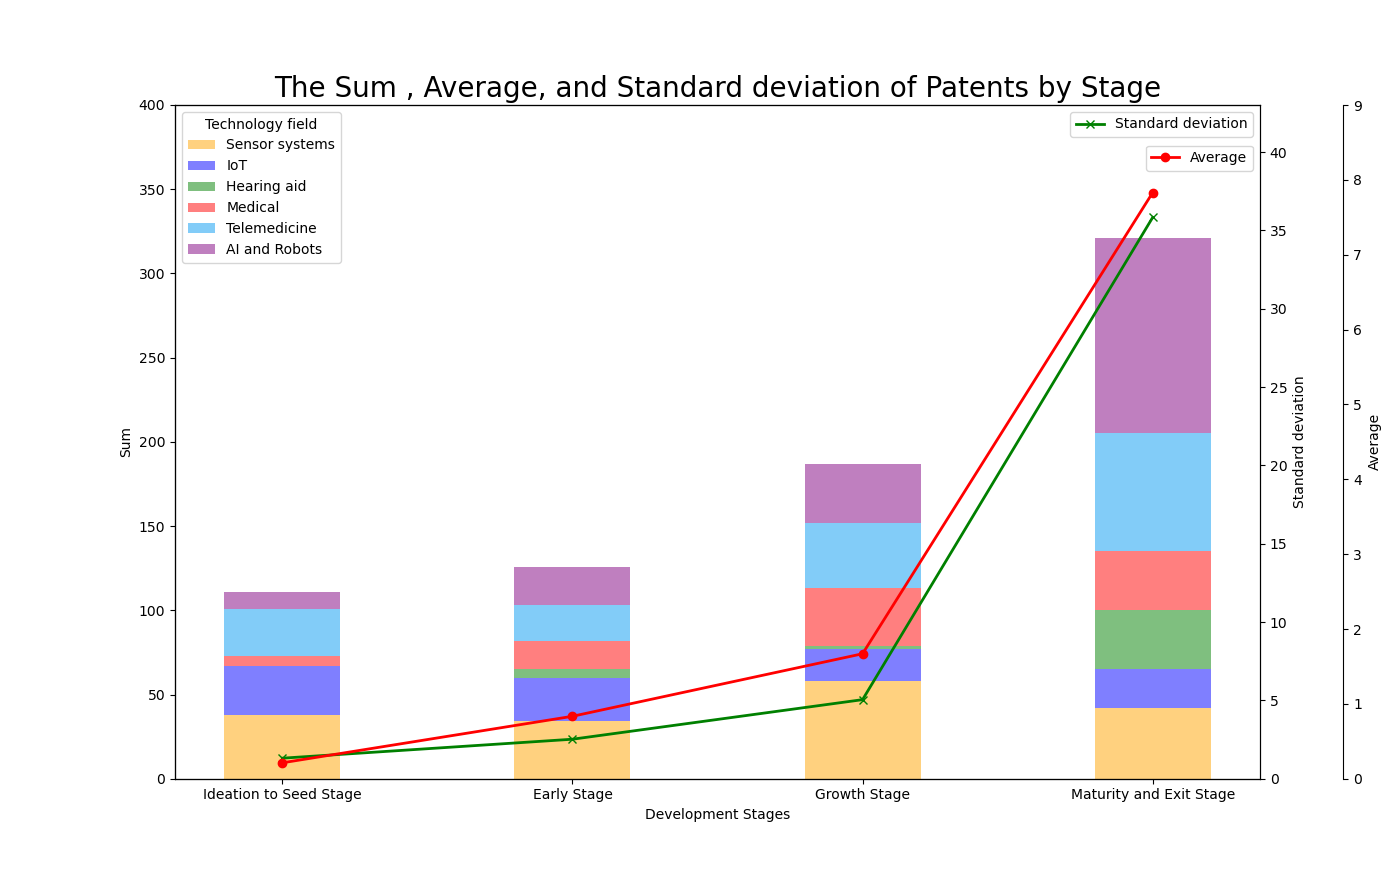 The Sum , Average, and Standard deviation of Patents by Stage
Technology field
Sensor systems
IoT
Hearing aid
Medical
Telemedicine
AI and Robots
Standard deviation
Average
400
350
300
250
200
150
100
50
0
Sum
40
35
30
25
20
15
10
5
0
Standard deviation
9
8
7
6
5
4
3
2
1
0
Average
Ideation to Seed Stage
Early Stage
Growth Stage
Maturity and Exit Stage
Development Stages